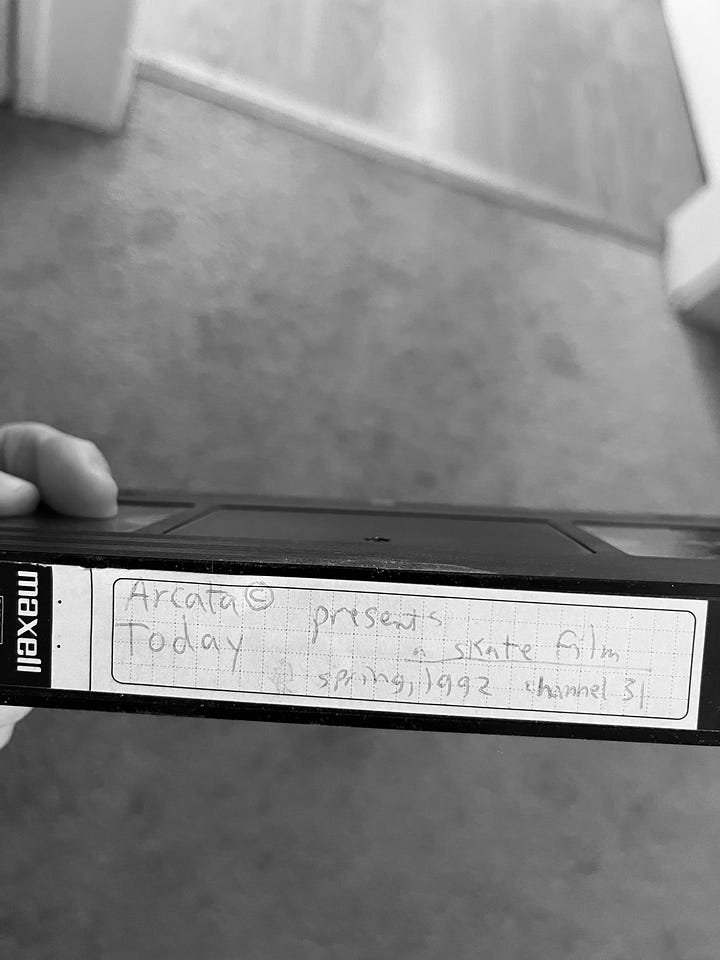 maxell
Arcata © presents
Today a skate film
spring, 1992 channel 31